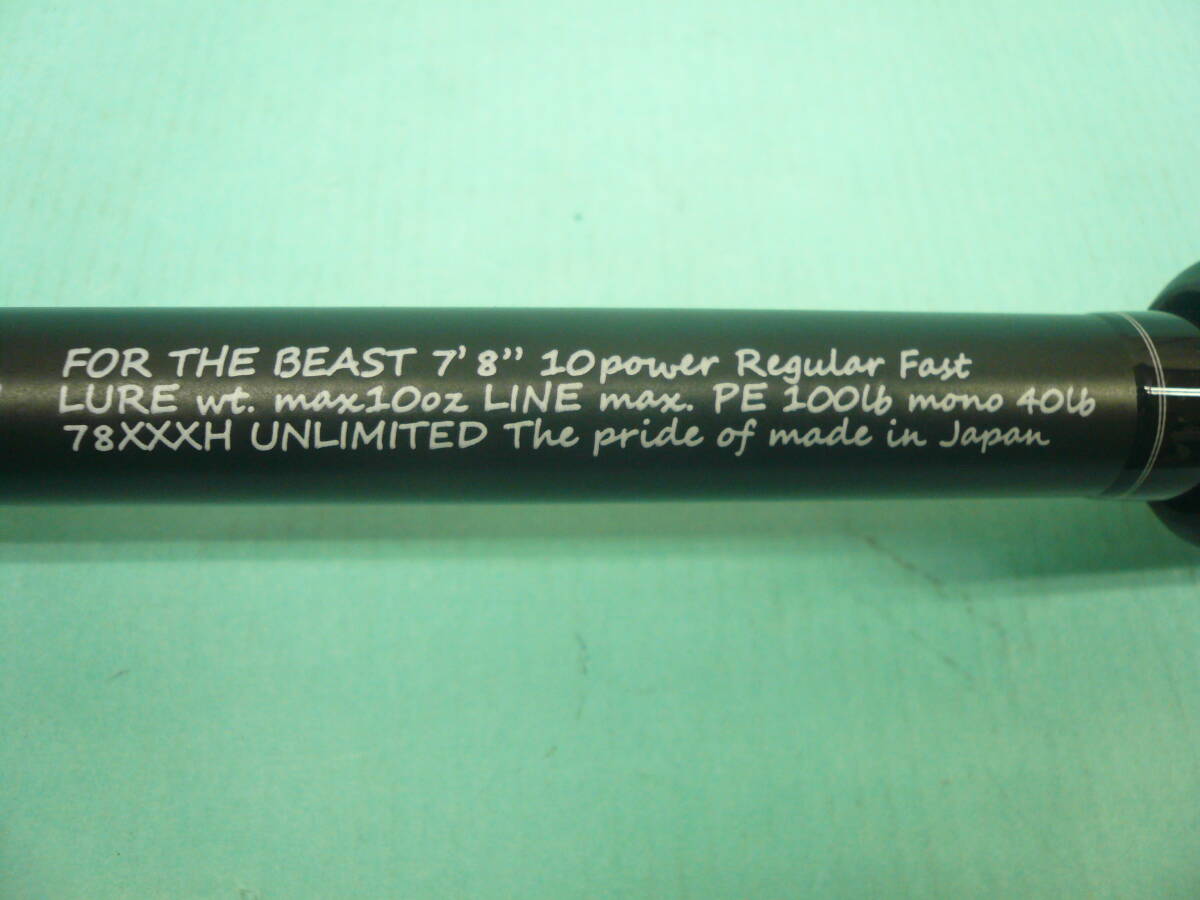 FOR THE BEAST 7'8" 10power Regular Fast
LURE wt. max10oz LINE max. PE 100lb mono 40lb
78XXXH UNLIMITED The pride of made in Japan